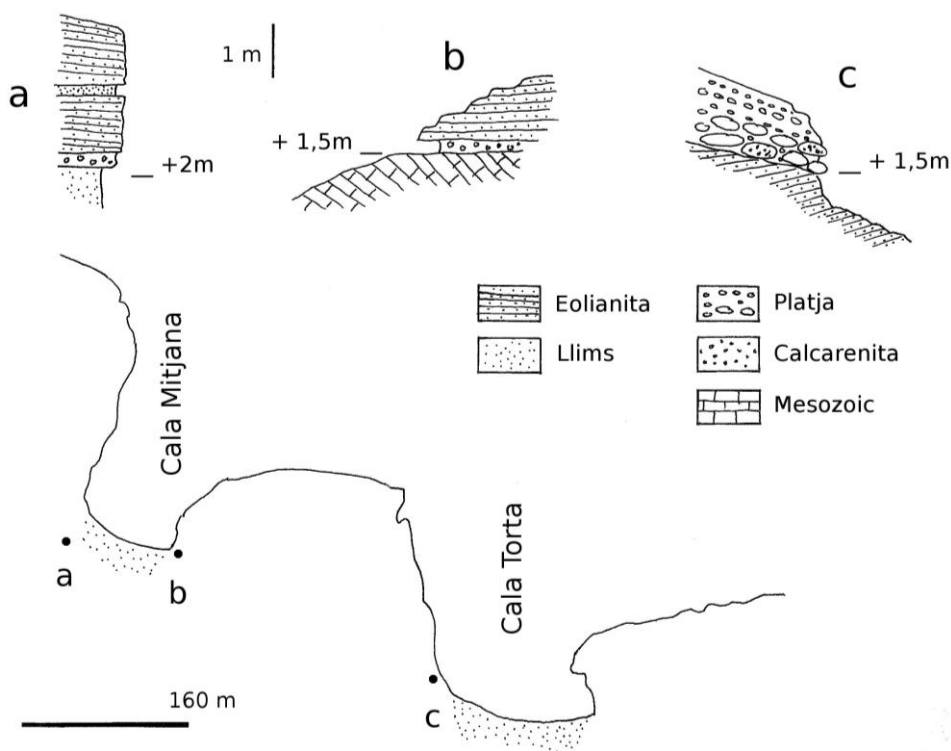 a
1 m
b
c
+2m
+ 1,5m
+ 1,5m
Eolianita
Llims
Platja
Calcarenita
Mesozoic
Cala Mitjana
Cala Torta
a
b
c
160 m